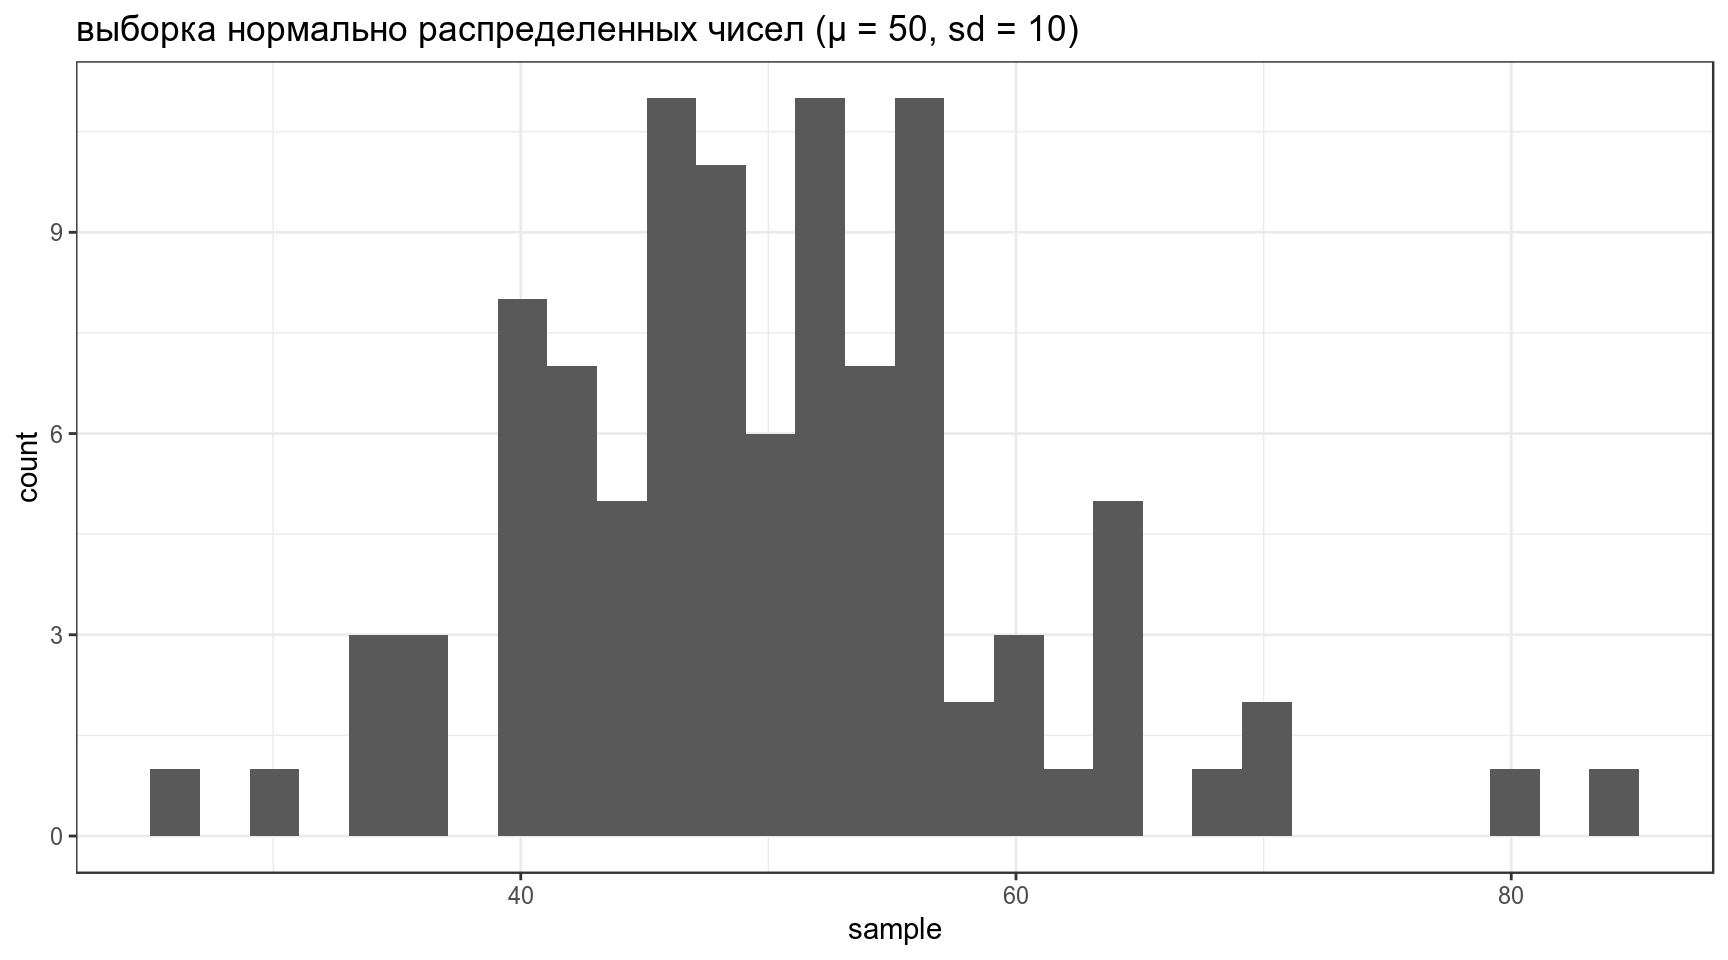 выборка нормально распределенных чисел (μ = 50, sd = 10)
count
9
6
3
0
40 60 80
sample